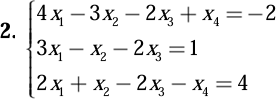 2. 4x₁ − 3x₂ − 2x₃ + x₄ = −2
3x₁ − x₂ − 2x₃ = 1
2x₁ + x₂ − 2x₃ − x₄ = 4